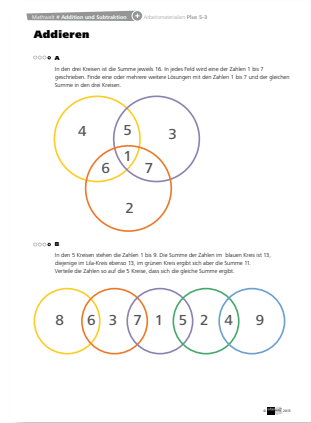 Mathwelt # Addition und Subtraktion + Arbeitsmaterialien Plus 5–3
Addieren
A
In den drei Kreisen ist die Summe jeweils 16. In jedes Feld wird eine der Zahlen 1 bis 7
geschrieben. Finde eine oder mehrere weitere Lösungen mit den Zahlen 1 bis 7 und der gleichen
Summe in den drei Kreisen.
4 5 3
1
6 7
2
B
In den 5 Kreisen stehen die Zahlen 1 bis 9. Die Summe der Zahlen im blauen Kreis ist 13,
diejenige im Lila-Kreis ebenso 13, im grünen Kreis ergibt sich aber die Summe 11.
Verteile die Zahlen so auf die 5 Kreise, dass sich die gleiche Summe ergibt.
8 6 3 7 1 5 2 4 9